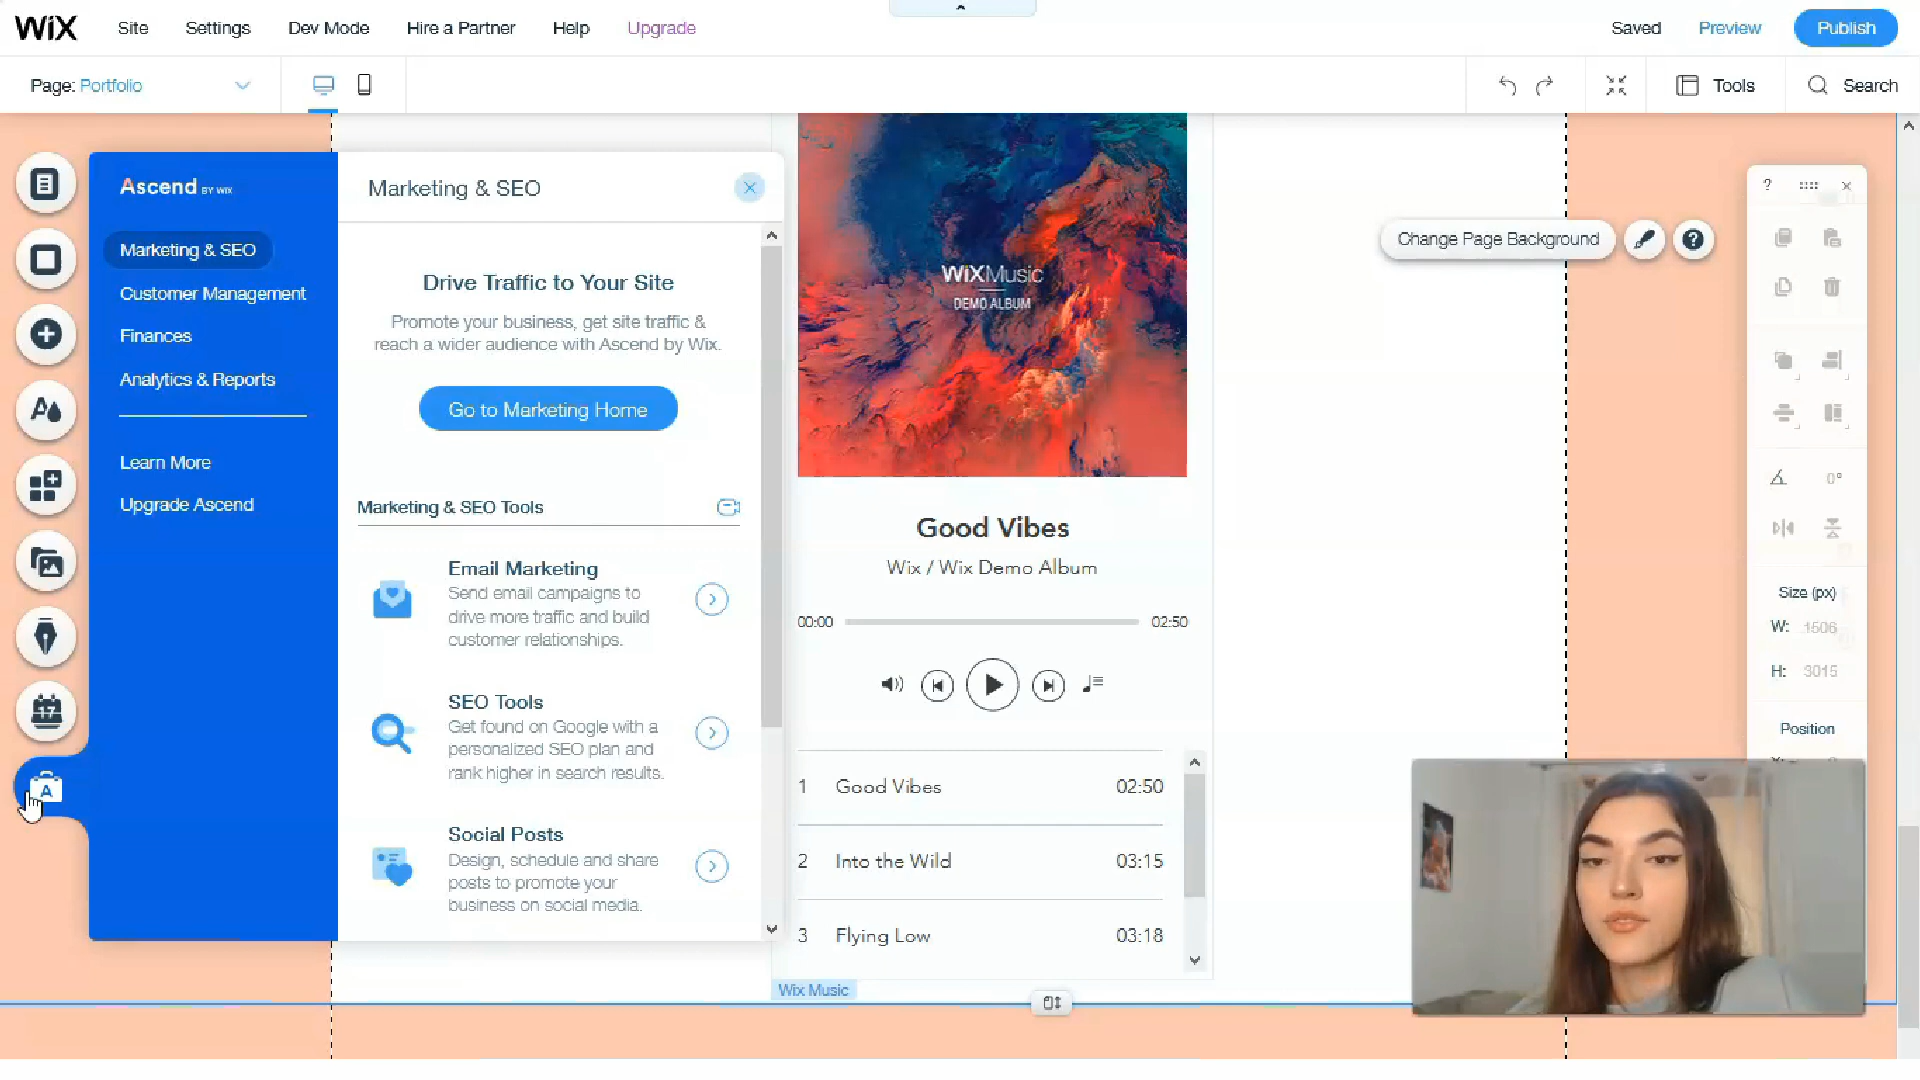 WiX
Site
Settings
Dev Mode
Hire a Partner
Help
Upgrade
Saved
Preview
Publish
Page: Portfolio
Tools
Search
Ascend BY WIX
Marketing & SEO
Customer Management
Finances
Analytics & Reports
Learn More
Upgrade Ascend
Marketing & SEO
Drive Traffic to Your Site
Promote your business, get site traffic &
reach a wider audience with Ascend by Wix.
Go to Marketing Home
Marketing & SEO Tools
Email Marketing
Send email campaigns to
drive more traffic and build
customer relationships.
SEO Tools
Get found on Google with a
personalized SEO plan and
rank higher in search results.
Social Posts
Design, schedule and share
posts to promote your
business on social media.
17
A
WiXMusic
DEMO ALBUM
Good Vibes
Wix / Wix Demo Album
00:00
02:50
1 Good Vibes 02:50
2 Into the Wild 03:15
3 Flying Low 03:18
Wix Music
Change Page Background
?
?
0°
Size (px)
W: 1506
H: 3015
Position